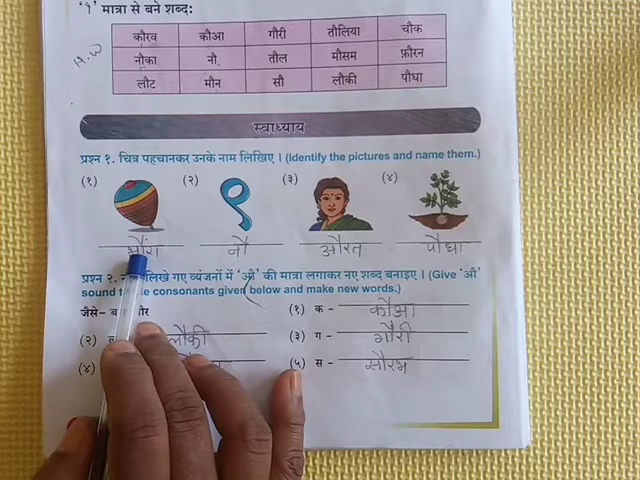 'ौ' मात्रा से बने शब्द:
H.W
कौरव कौआ गौरी तौलिया चौक
नौका नौ तौल मौसम फ़ौरन
लौट मौन सौ लौकी पौधा
स्वाध्याय
प्रश्न १. चित्र पहचानकर उनके नाम लिखिए । (Identify the pictures and name them.)
(१) (२) (३) (४)
९
भौंरा नौ औरत पौधा
प्रश्न २. लिखे गए व्यंजनों में 'औ' की मात्रा लगाकर नए शब्द बनाइए । (Give 'औ'
sound consonants given below and make new words.)
जैसे– ब (१) क – कौआ
(२) लौकी (३) ग – गौरी
(४) (५) स – सौरभ